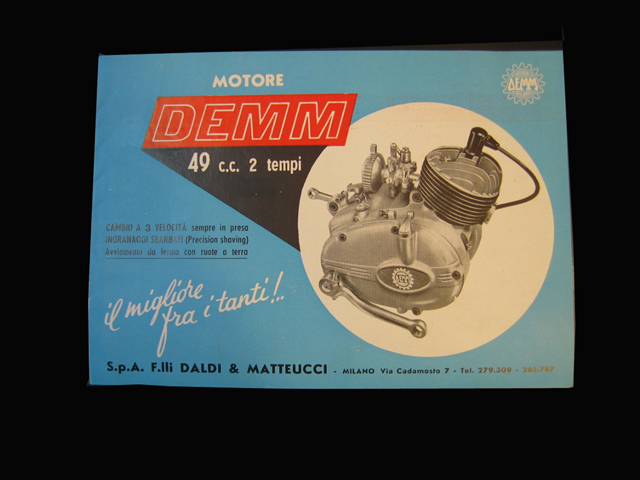 MOTORE
DEMM
49 c.c. 2 tempi
DEMM
CAMBIO A 3 VELOCITÀ sempre in presa
INGRANAGGI SBARBATI (Precision shaving)
Avviamento da fermo con ruote a terra
il migliore
fra i tanti!..
S.p.A. F.lli DALDI & MATTEUCCI - MILANO Via Cadamosto 7 - Tel. 279.309 -